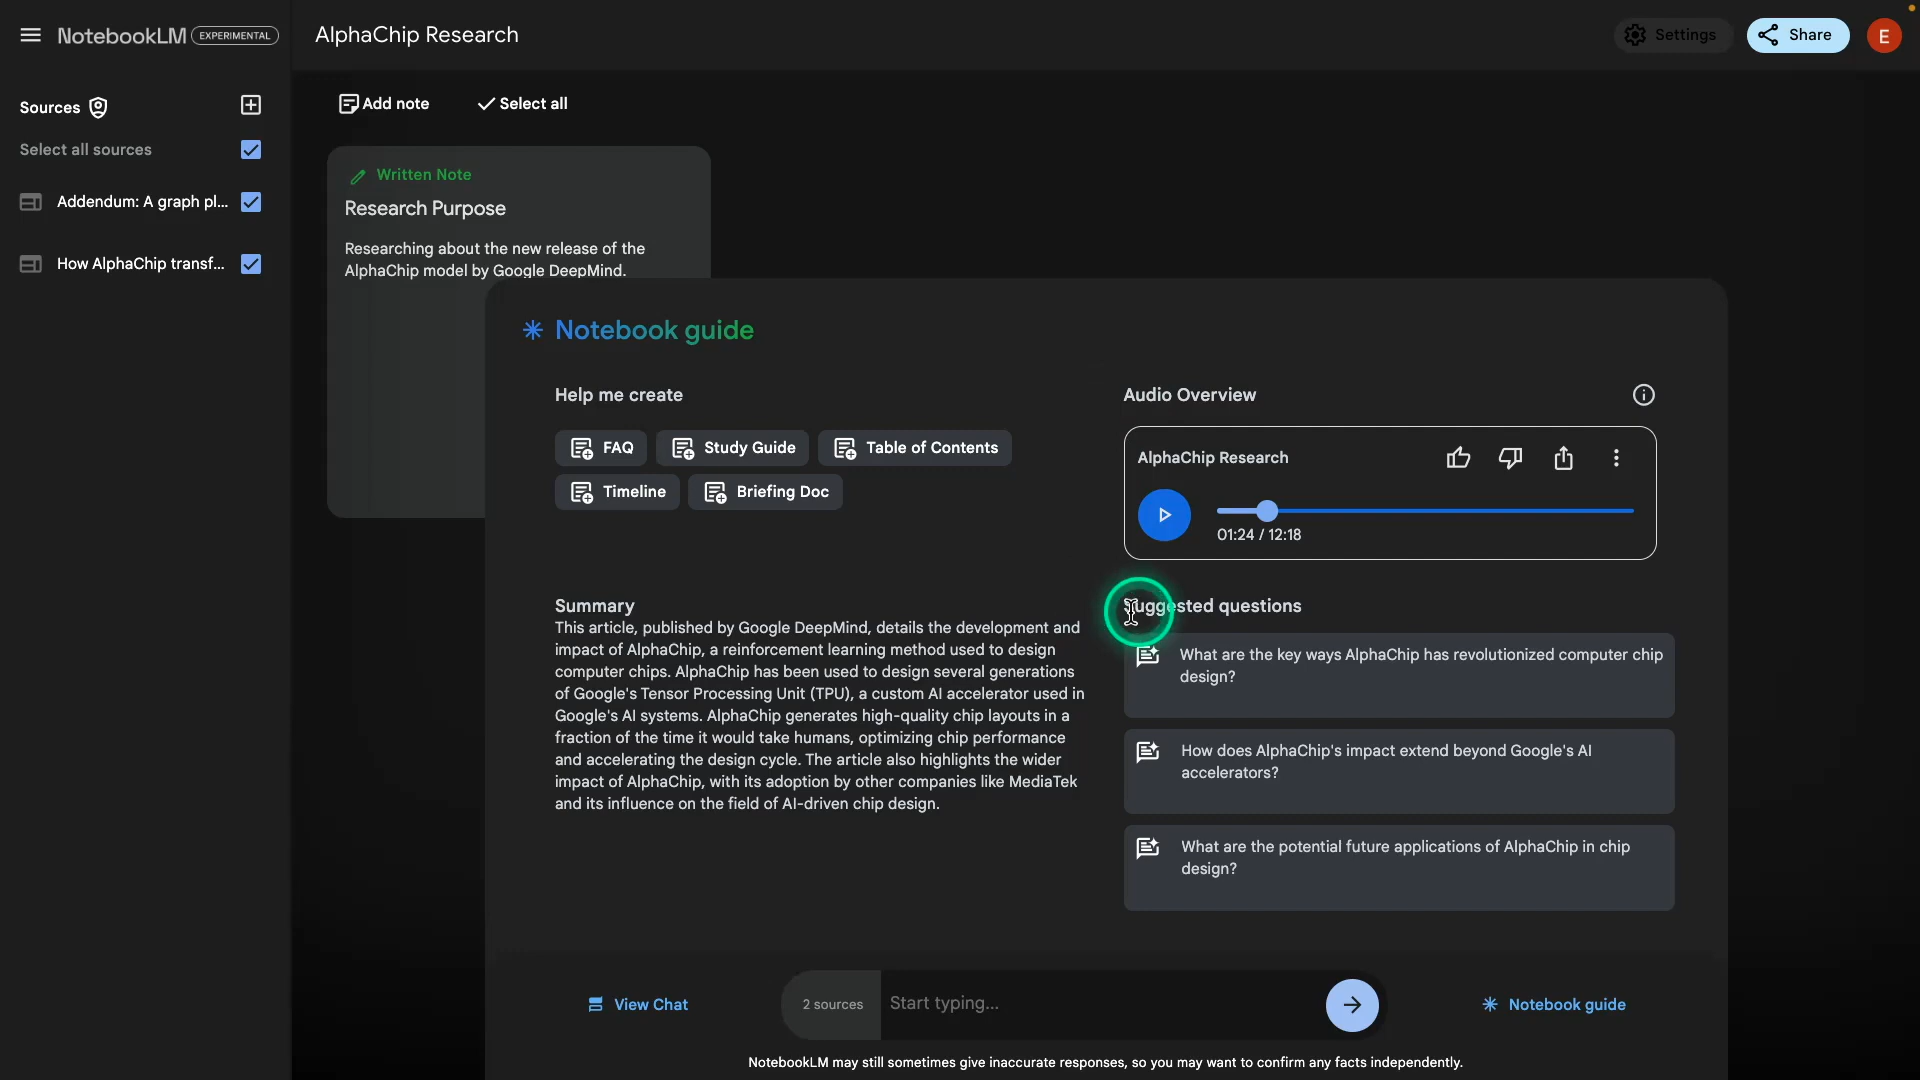 NotebookLM EXPERIMENTAL
AlphaChip Research
Settings
Share
E
Sources
Select all sources
Addendum: A graph pl...
How AlphaChip transf...
Add note
Select all
Written Note
Research Purpose
Researching about the new release of the
AlphaChip model by Google DeepMind.
Notebook guide
Help me create
FAQ
Study Guide
Table of Contents
Timeline
Briefing Doc
Audio Overview
AlphaChip Research
01:24 / 12:18
Summary
This article, published by Google DeepMind, details the development and
impact of AlphaChip, a reinforcement learning method used to design
computer chips. AlphaChip has been used to design several generations
of Google's Tensor Processing Unit (TPU), a custom AI accelerator used in
Google's AI systems. AlphaChip generates high-quality chip layouts in a
fraction of the time it would take humans, optimizing chip performance
and accelerating the design cycle. The article also highlights the wider
impact of AlphaChip, with its adoption by other companies like MediaTek
and its influence on the field of AI-driven chip design.
Suggested questions
What are the key ways AlphaChip has revolutionized computer chip
design?
How does AlphaChip's impact extend beyond Google's AI
accelerators?
What are the potential future applications of AlphaChip in chip
design?
View Chat
2 sources
Start typing...
Notebook guide
NotebookLM may still sometimes give inaccurate responses, so you may want to confirm any facts independently.